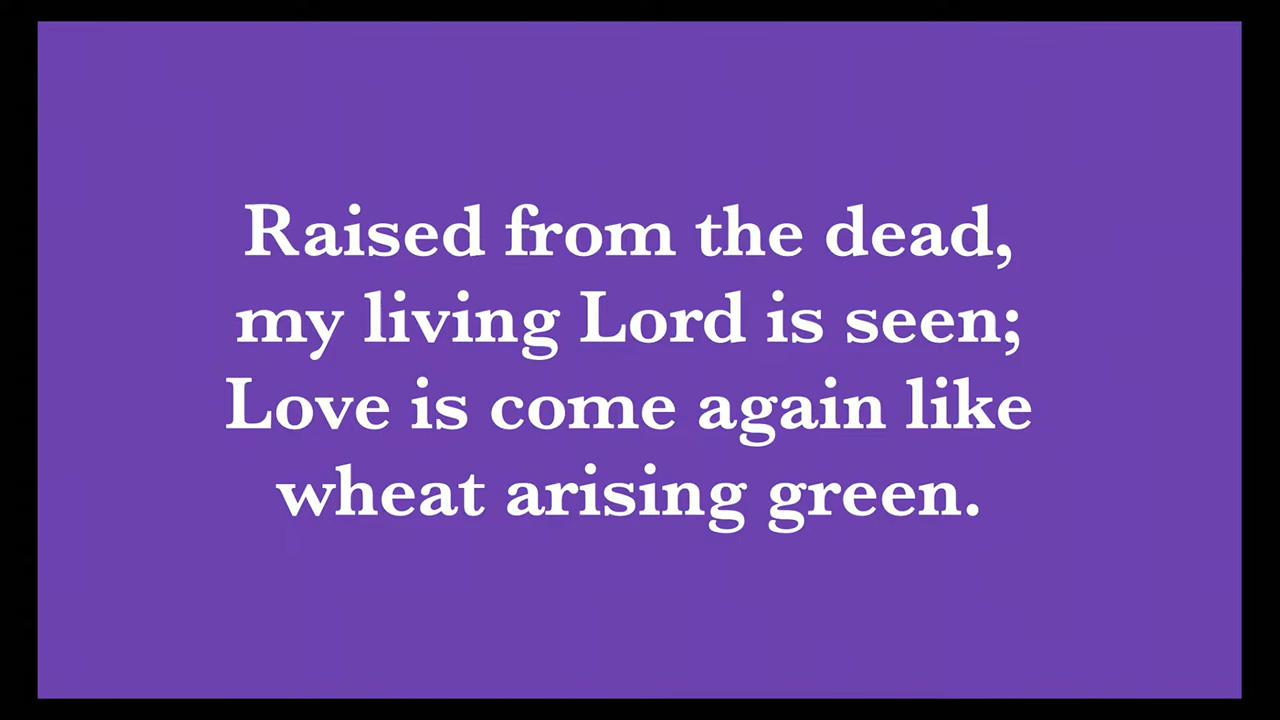 Raised from the dead,
my living Lord is seen;
Love is come again like
wheat arising green.